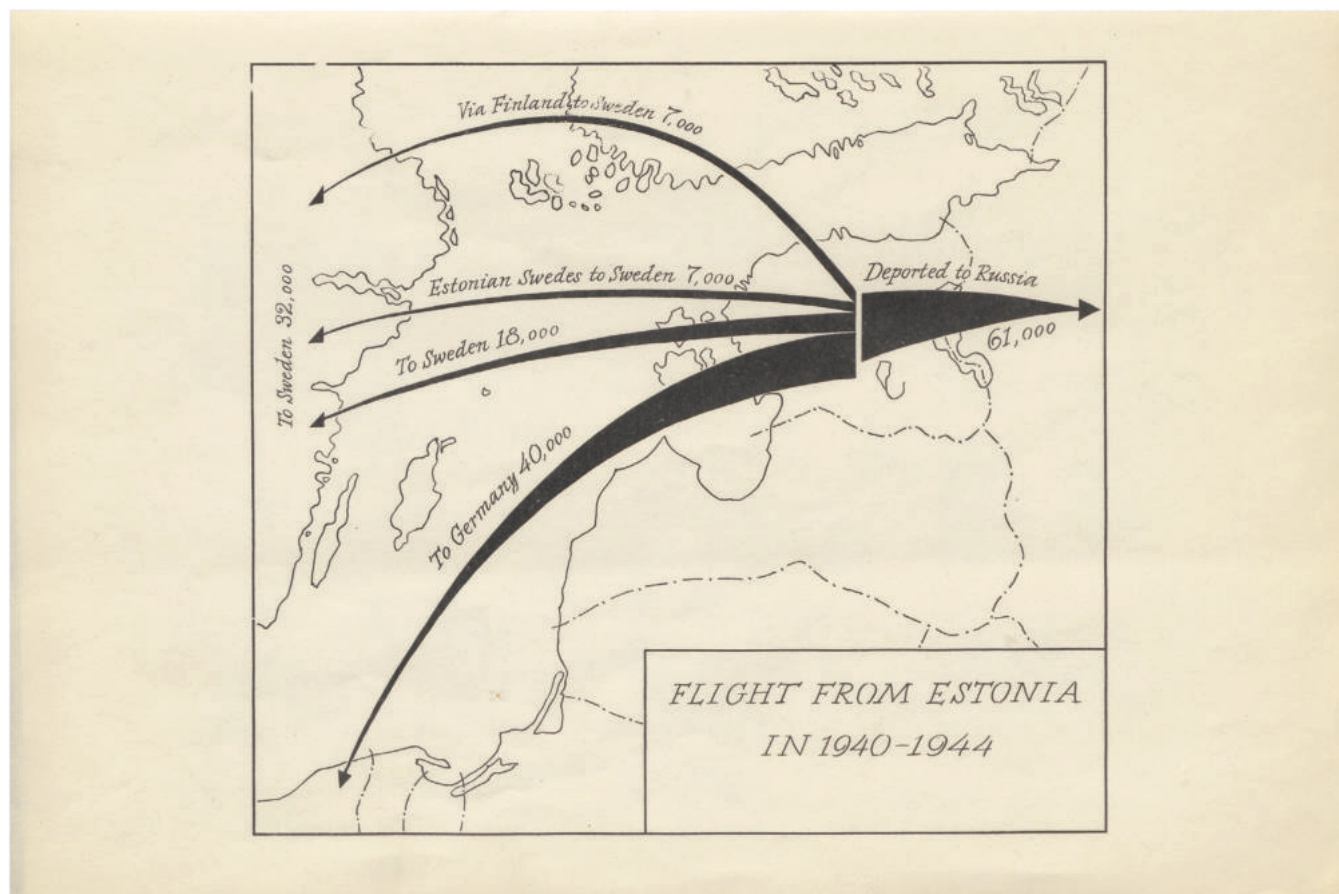 Via Finland to Sweden 7,000
Estonian Swedes to Sweden 7,000
Deported to Russia
61,000
To Sweden 32,000
To Sweden 18,000
To Germany 40,000
FLIGHT FROM ESTONIA
IN 1940-1944